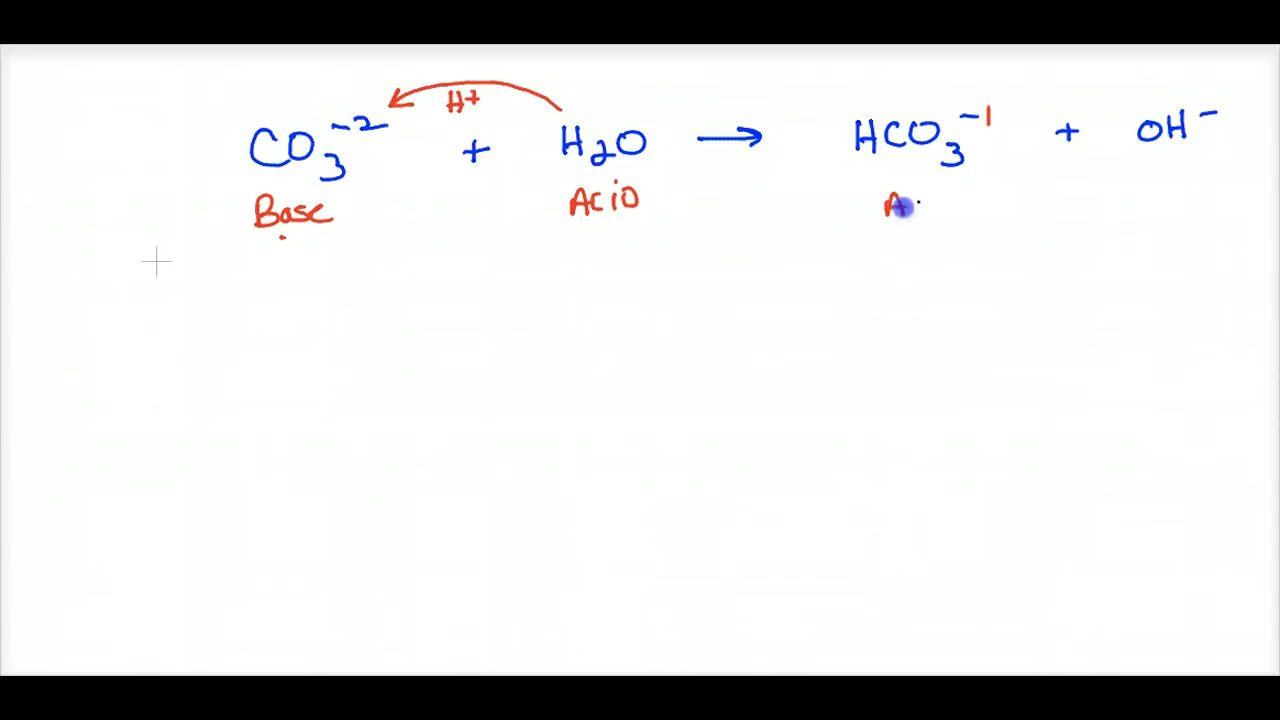 H+
CO3-2 + H2O → HCO3-1 + OH-
Base Acid A